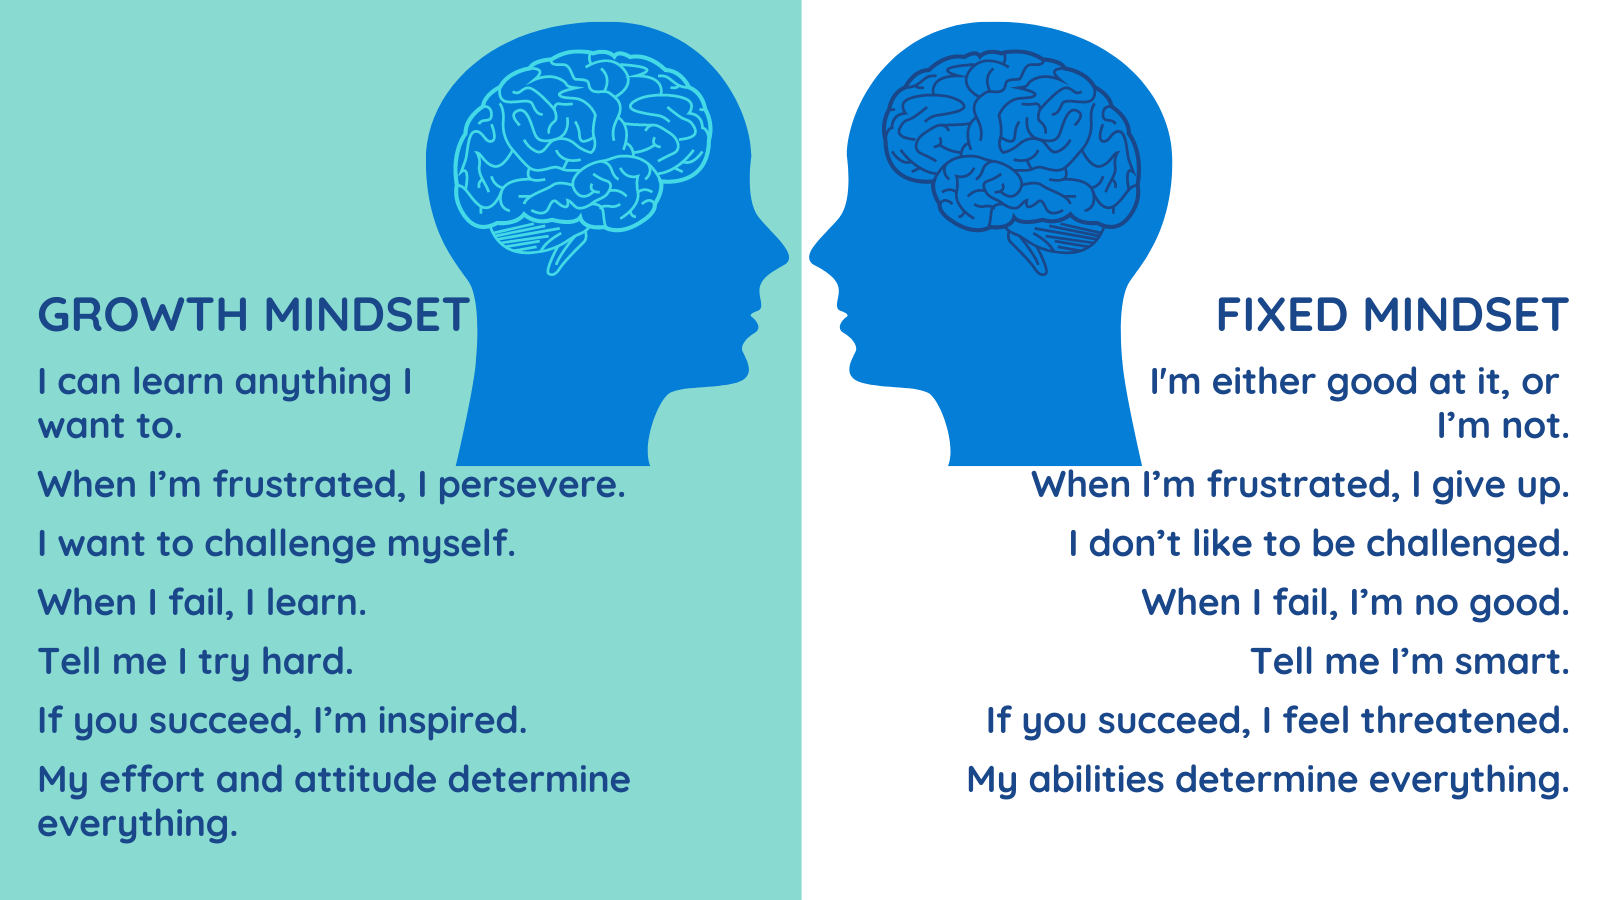 GROWTH MINDSET
I can learn anything I
want to.
When I’m frustrated, I persevere.
I want to challenge myself.
When I fail, I learn.
Tell me I try hard.
If you succeed, I’m inspired.
My effort and attitude determine
everything.
FIXED MINDSET
I'm either good at it, or
I’m not.
When I’m frustrated, I give up.
I don’t like to be challenged.
When I fail, I’m no good.
Tell me I’m smart.
If you succeed, I feel threatened.
My abilities determine everything.